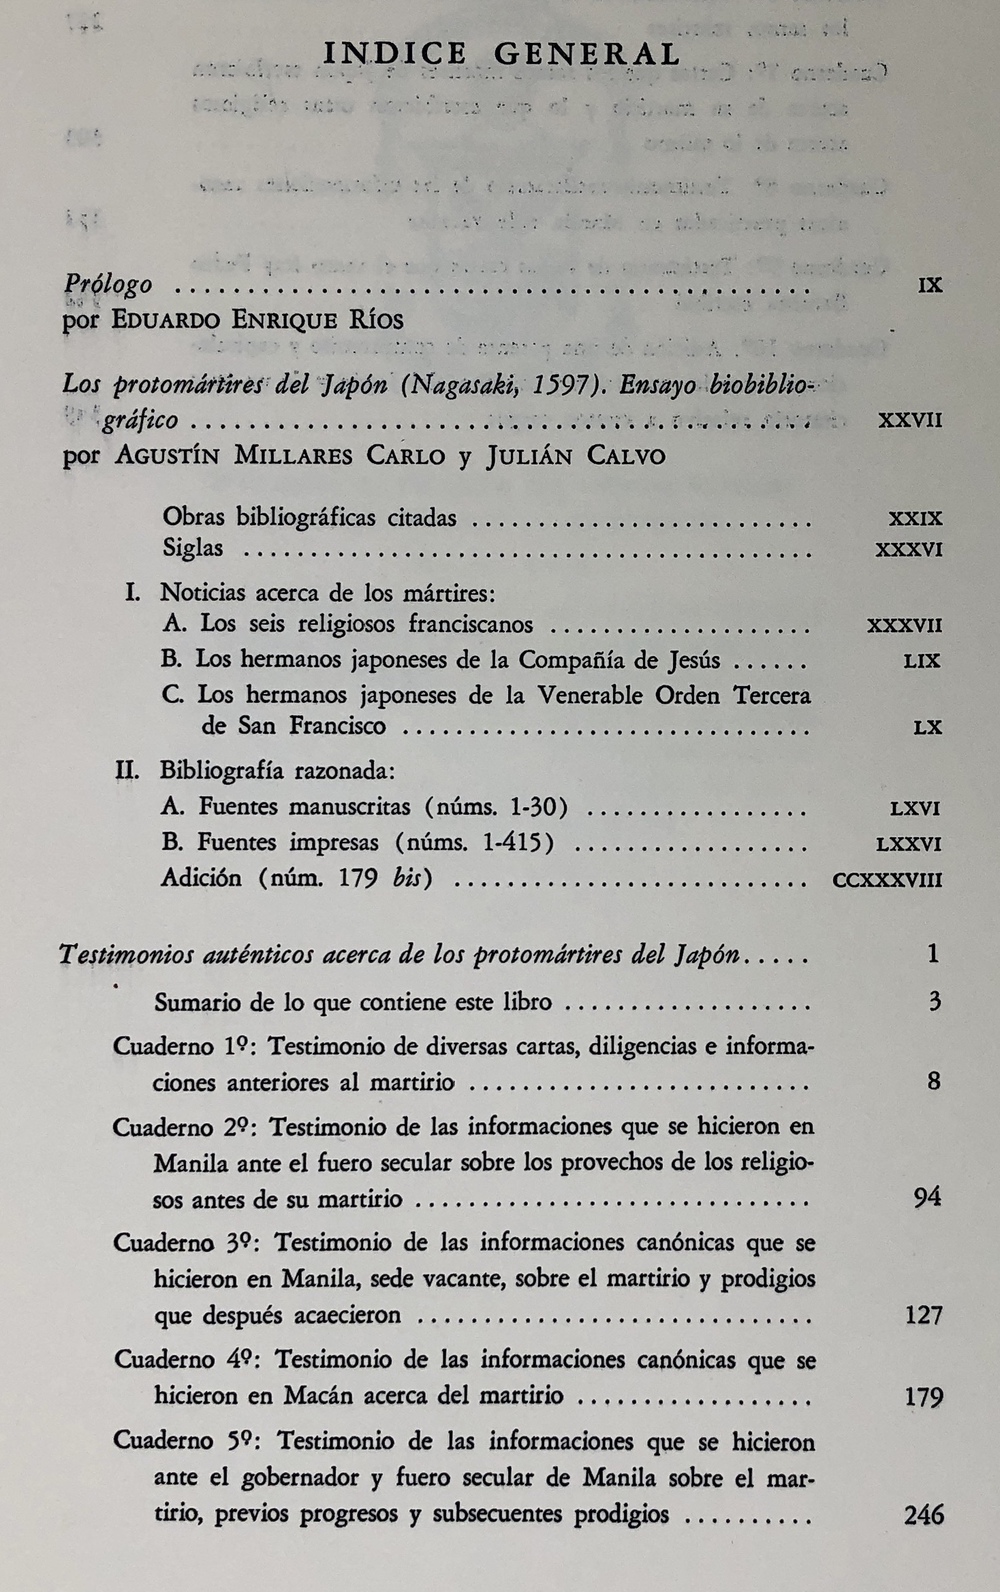 INDICE GENERAL
Prólogo ................................................ IX
por EDUARDO ENRIQUE RÍOS
Los protomártires del Japón (Nagasaki, 1597). Ensayo biobiblio-
gráfico ................................................ XXVII
por AGUSTÍN MILLARES CARLO y JULIÁN CALVO
Obras bibliográficas citadas .......................... XXIX
Siglas ........................................... XXXVI
I. Noticias acerca de los mártires:
A. Los seis religiosos franciscanos .................... XXXVII
B. Los hermanos japoneses de la Compañía de Jesús ...... LIX
C. Los hermanos japoneses de la Venerable Orden Tercera
de San Francisco ............................... LX
II. Bibliografía razonada:
A. Fuentes manuscritas (núms. 1-30) ................. LXVI
B. Fuentes impresas (núms. 1-415) .................. LXXVI
Adición (núm. 179 bis) ........................... CCXXXVIII
Testimonios auténticos acerca de los protomártires del Japón..... 1
Sumario de lo que contiene este libro ................... 3
Cuaderno 1º: Testimonio de diversas cartas, diligencias e informa-
ciones anteriores al martirio .......................... 8
Cuaderno 2º: Testimonio de las informaciones que se hicieron en
Manila ante el fuero secular sobre los provechos de los religio-
sos antes de su martirio .............................. 94
Cuaderno 3º: Testimonio de las informaciones canónicas que se
hicieron en Manila, sede vacante, sobre el martirio y prodigios
que después acaecieron .............................. 127
Cuaderno 4º: Testimonio de las informaciones canónicas que se
hicieron en Macán acerca del martirio .................. 179
Cuaderno 5º: Testimonio de las informaciones que se hicieron
ante el gobernador y fuero secular de Manila sobre el mar-
tirio, previos progresos y subsecuentes prodigios .......... 246